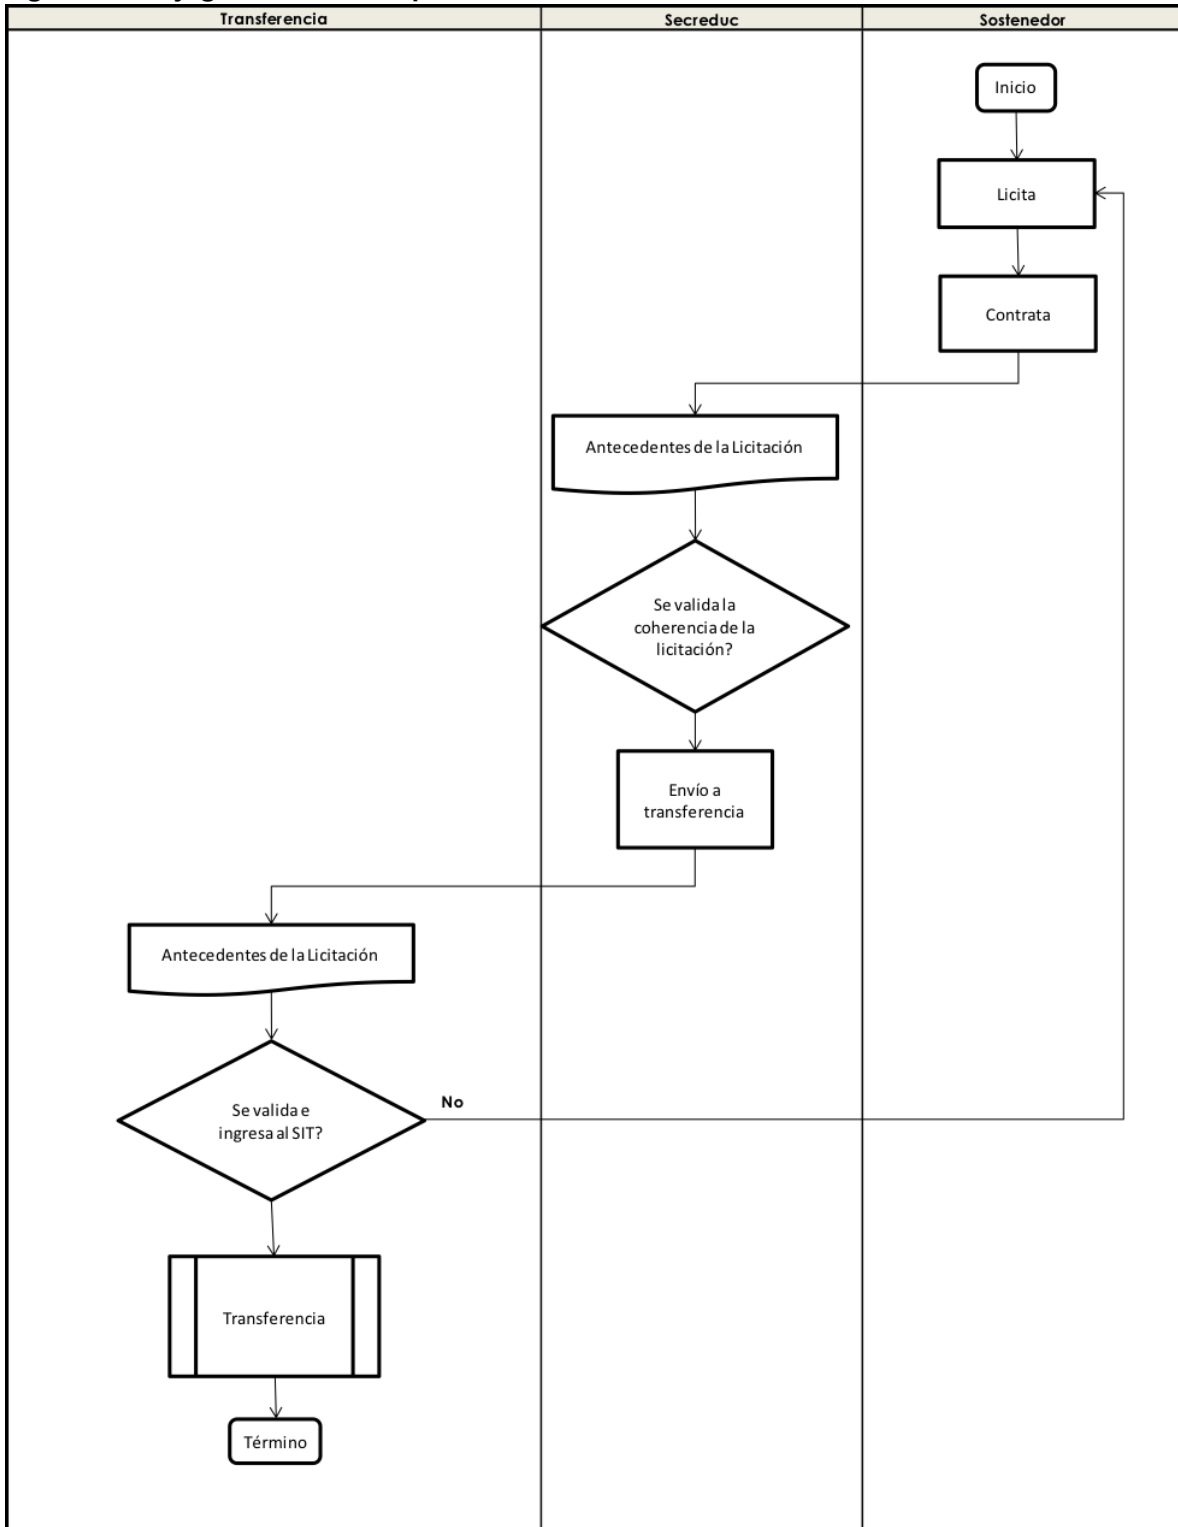 Transferencia
Secreduc
Sostenedor
Inicio
Licita
Contrata
Antecedentes de la Licitación
Se valida la
coherencia de la
licitación?
Envío a
transferencia
Antecedentes de la Licitación
Se valida e
ingresa al SIT?
No
Transferencia
Término